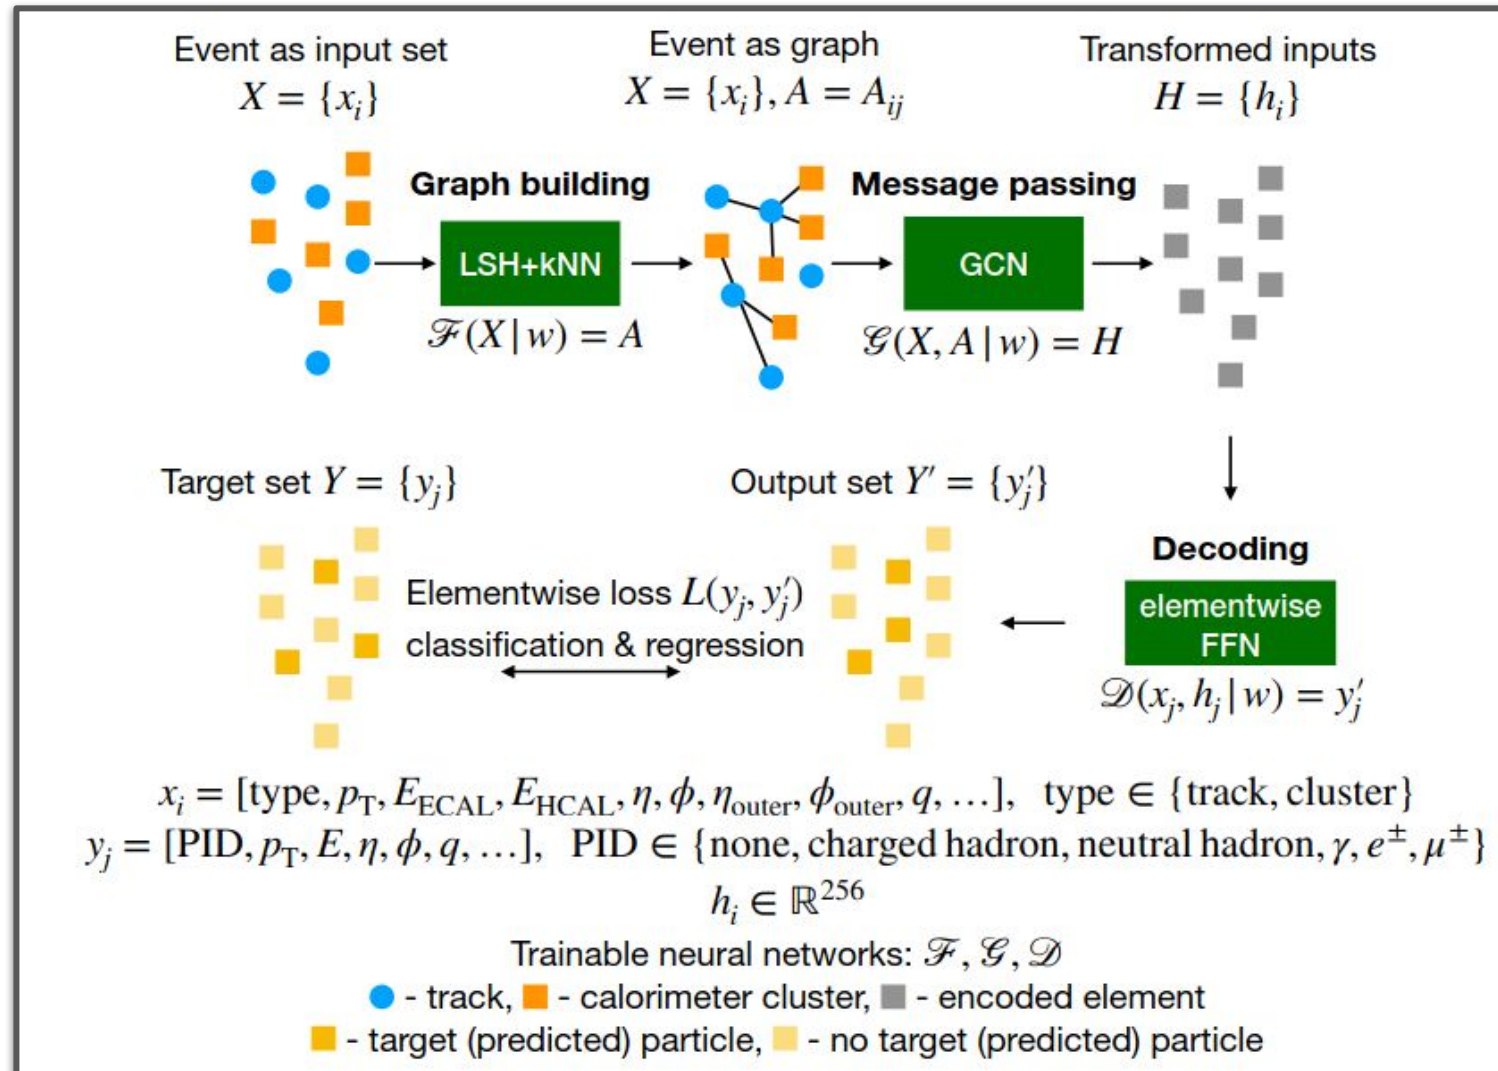 Event as input set
X = {x_i}
Event as graph
X = {x_i}, A = A_ij
Transformed inputs
H = {h_i}
Graph building
LSH+kNN
ℱ(X | w) = A
Message passing
GCN
𝒢(X, A | w) = H
Target set Y = {y_j}
Output set Y′ = {y′_j}
Elementwise loss L(y_j, y′_j)
classification & regression
Decoding
elementwise
FFN
𝒟(x_j, h_j | w) = y′_j
x_i = [type, p_T, E_ECAL, E_HCAL, η, ϕ, η_outer, ϕ_outer, q, …], type ∈ {track, cluster}
y_j = [PID, p_T, E, η, ϕ, q, …], PID ∈ {none, charged hadron, neutral hadron, γ, e^±, μ^±}
h_i ∈ ℝ^256
Trainable neural networks: ℱ, 𝒢, 𝒟
- track, - calorimeter cluster, - encoded element
- target (predicted) particle, - no target (predicted) particle